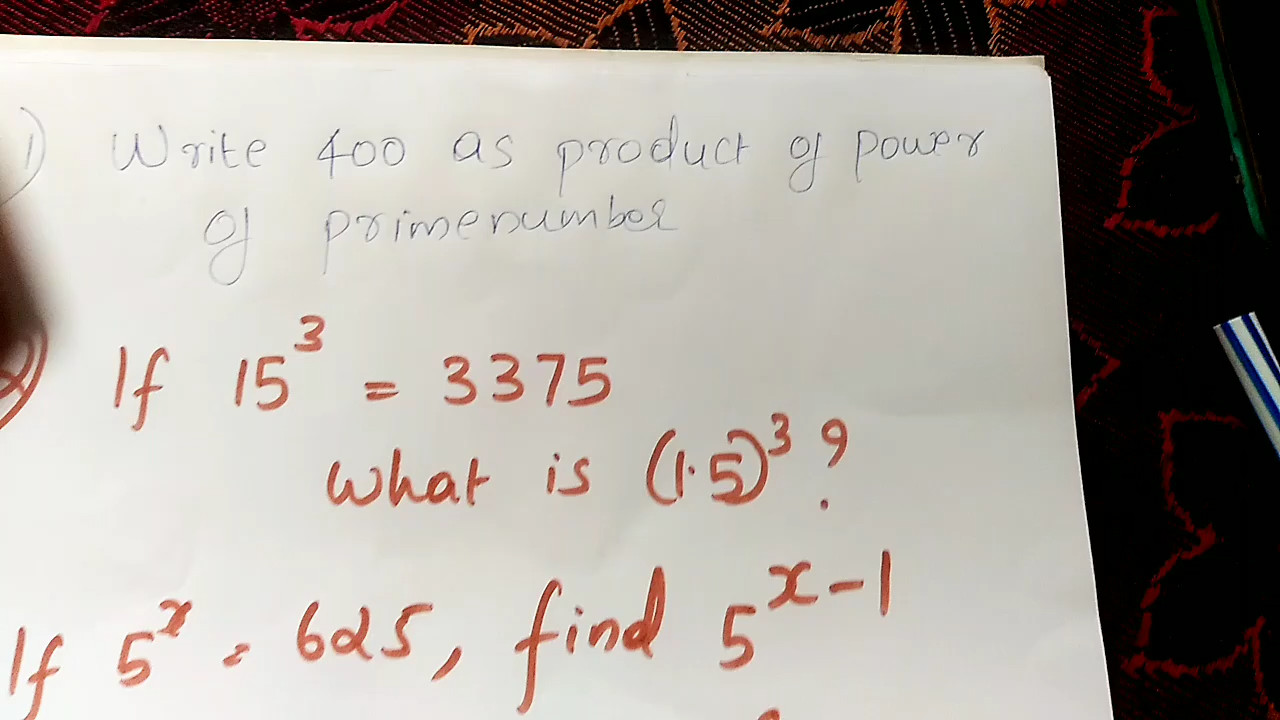 1) Write 400 as product of power
of primenumber
If 15³ = 3375
What is (1.5)³ ?
If 5ˣ = 625, find 5ˣ⁻¹